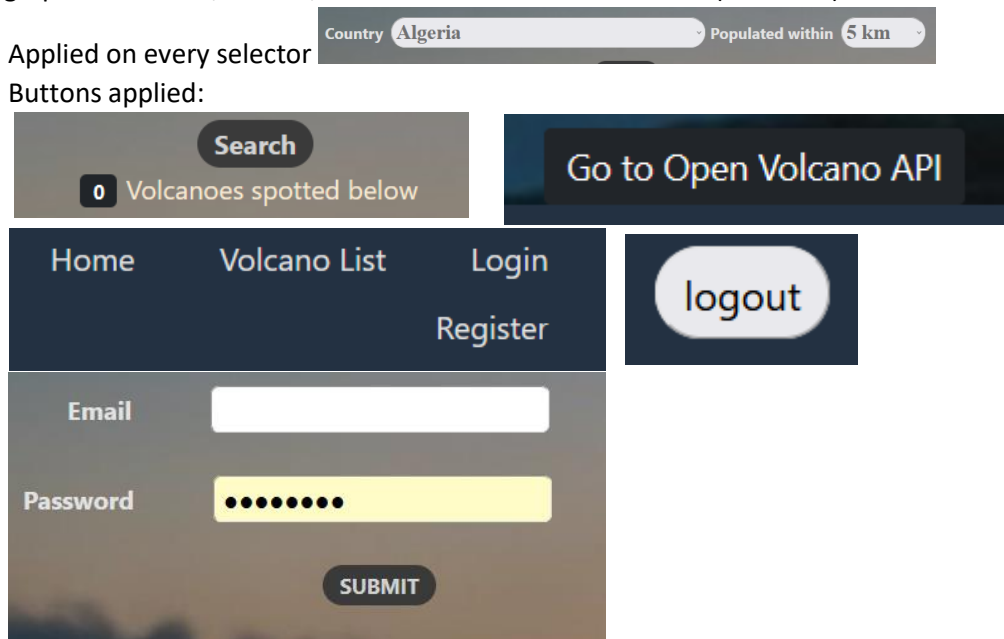 Applied on every selector Country Algeria Populated within 5 km
Buttons applied:
Search
0 Volcanoes spotted below
Go to Open Volcano API
Home Volcano List Login
Register
logout
Email
Password ●●●●●●●●
SUBMIT